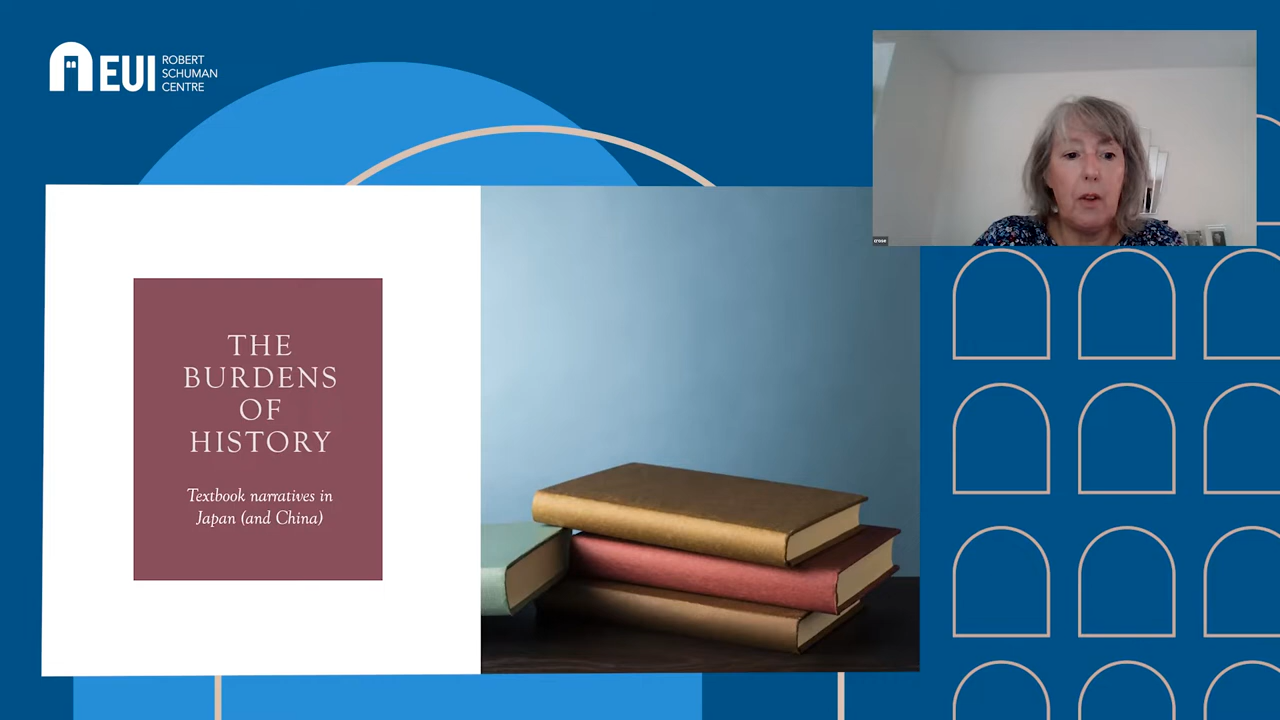 EUI
ROBERT
SCHUMAN
CENTRE
THE
BURDENS
OF
HISTORY
Textbook narratives in
Japan (and China)